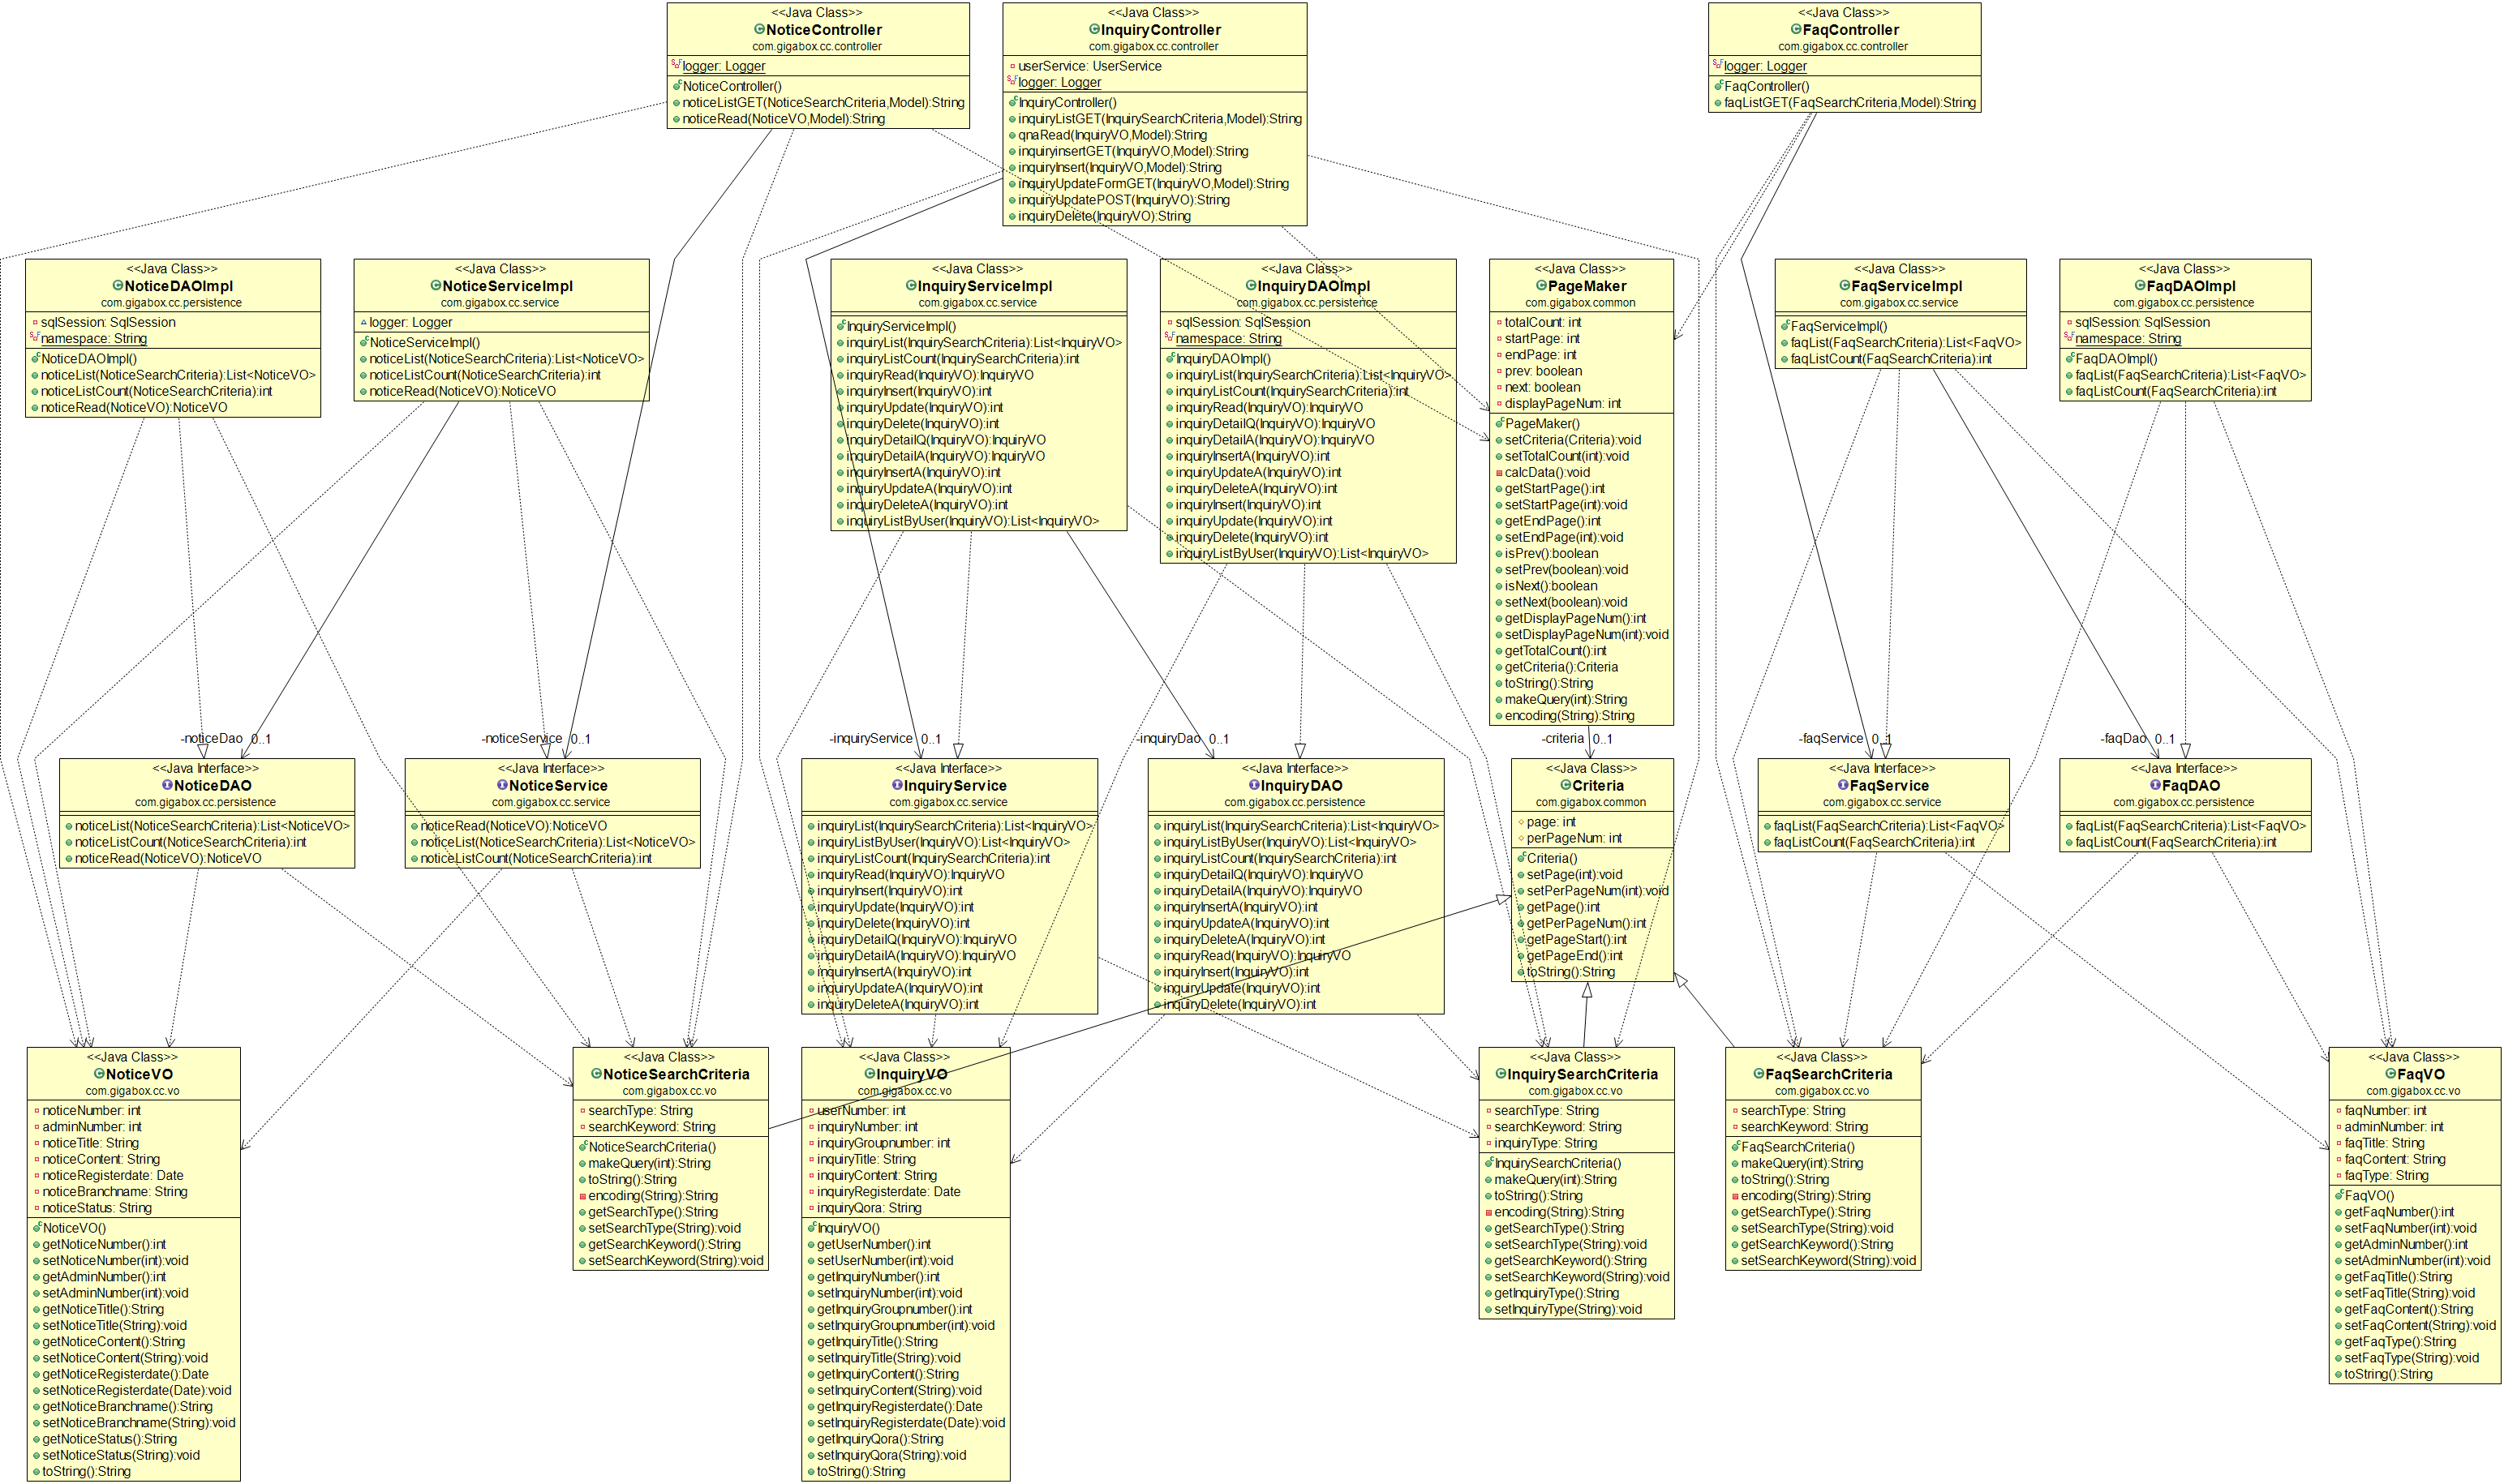 <<Java Class>>
NoticeController
com.gigabox.cc.controller
logger: Logger
NoticeController()
noticeListGET(NoticeSearchCriteria,Model):String
noticeRead(NoticeVO,Model):String
<<Java Class>>
InquiryController
com.gigabox.cc.controller
userService: UserService
logger: Logger
InquiryController()
inquiryListGET(InquirySearchCriteria,Model):String
qnaRead(InquiryVO,Model):String
inquiryinsertGET(InquiryVO,Model):String
inquiryInsert(InquiryVO,Model):String
inquiryUpdateFormGET(InquiryVO,Model):String
inquiryUpdatePOST(InquiryVO):String
inquiryDelete(InquiryVO):String
<<Java Class>>
FaqController
com.gigabox.cc.controller
logger: Logger
FaqController()
faqListGET(FaqSearchCriteria,Model):String
<<Java Class>>
NoticeDAOImpl
com.gigabox.cc.persistence
sqlSession: SqlSession
namespace: String
NoticeDAOImpl()
noticeList(NoticeSearchCriteria):List<NoticeVO>
noticeListCount(NoticeSearchCriteria):int
noticeRead(NoticeVO):NoticeVO
<<Java Class>>
NoticeServiceImpl
com.gigabox.cc.service
logger: Logger
NoticeServiceImpl()
noticeList(NoticeSearchCriteria):List<NoticeVO>
noticeListCount(NoticeSearchCriteria):int
noticeRead(NoticeVO):NoticeVO
<<Java Class>>
InquiryServiceImpl
com.gigabox.cc.service
InquiryServiceImpl()
inquiryList(InquirySearchCriteria):List<InquiryVO>
inquiryListCount(InquirySearchCriteria):int
inquiryRead(InquiryVO):InquiryVO
inquiryInsert(InquiryVO):int
inquiryUpdate(InquiryVO):int
inquiryDelete(InquiryVO):int
inquiryDetailQ(InquiryVO):InquiryVO
inquiryDetailA(InquiryVO):InquiryVO
inquiryInsertA(InquiryVO):int
inquiryUpdateA(InquiryVO):int
inquiryDeleteA(InquiryVO):int
inquiryListByUser(InquiryVO):List<InquiryVO>
<<Java Class>>
InquiryDAOImpl
com.gigabox.cc.persistence
sqlSession: SqlSession
namespace: String
InquiryDAOImpl()
inquiryList(InquirySearchCriteria):List<InquiryVO>
inquiryListCount(InquirySearchCriteria):int
inquiryRead(InquiryVO):InquiryVO
inquiryDetailQ(InquiryVO):InquiryVO
inquiryDetailA(InquiryVO):InquiryVO
inquiryInsertA(InquiryVO):int
inquiryUpdateA(InquiryVO):int
inquiryDeleteA(InquiryVO):int
inquiryInsert(InquiryVO):int
inquiryUpdate(InquiryVO):int
inquiryDelete(InquiryVO):int
inquiryListByUser(InquiryVO):List<InquiryVO>
<<Java Class>>
PageMaker
com.gigabox.common
totalCount: int
startPage: int
endPage: int
prev: boolean
next: boolean
displayPageNum: int
PageMaker()
setCriteria(Criteria):void
setTotalCount(int):void
calcData():void
getStartPage():int
setStartPage(int):void
getEndPage():int
setEndPage(int):void
isPrev():boolean
setPrev(boolean):void
isNext():boolean
setNext(boolean):void
getDisplayPageNum():int
setDisplayPageNum(int):void
getTotalCount():int
getCriteria():Criteria
toString():String
makeQuery(int):String
encoding(String):String
<<Java Class>>
FaqServiceImpl
com.gigabox.cc.service
FaqServiceImpl()
faqList(FaqSearchCriteria):List<FaqVO>
faqListCount(FaqSearchCriteria):int
<<Java Class>>
FaqDAOImpl
com.gigabox.cc.persistence
sqlSession: SqlSession
namespace: String
FaqDAOImpl()
faqList(FaqSearchCriteria):List<FaqVO>
faqListCount(FaqSearchCriteria):int
-noticeDao 0..1
-noticeService 0..1
-inquiryService 0..1
-inquiryDao 0..1
-criteria 0..1
-faqService 0..1
-faqDao 0..1
<<Java Interface>>
NoticeDAO
com.gigabox.cc.persistence
noticeList(NoticeSearchCriteria):List<NoticeVO>
noticeListCount(NoticeSearchCriteria):int
noticeRead(NoticeVO):NoticeVO
<<Java Interface>>
NoticeService
com.gigabox.cc.service
noticeRead(NoticeVO):NoticeVO
noticeList(NoticeSearchCriteria):List<NoticeVO>
noticeListCount(NoticeSearchCriteria):int
<<Java Interface>>
InquiryService
com.gigabox.cc.service
inquiryList(InquirySearchCriteria):List<InquiryVO>
inquiryListByUser(InquiryVO):List<InquiryVO>
inquiryListCount(InquirySearchCriteria):int
inquiryRead(InquiryVO):InquiryVO
inquiryInsert(InquiryVO):int
inquiryUpdate(InquiryVO):int
inquiryDelete(InquiryVO):int
inquiryDetailQ(InquiryVO):InquiryVO
inquiryDetailA(InquiryVO):InquiryVO
inquiryInsertA(InquiryVO):int
inquiryUpdateA(InquiryVO):int
inquiryDeleteA(InquiryVO):int
<<Java Interface>>
InquiryDAO
com.gigabox.cc.persistence
inquiryList(InquirySearchCriteria):List<InquiryVO>
inquiryListByUser(InquiryVO):List<InquiryVO>
inquiryListCount(InquirySearchCriteria):int
inquiryDetailQ(InquiryVO):InquiryVO
inquiryDetailA(InquiryVO):InquiryVO
inquiryInsertA(InquiryVO):int
inquiryUpdateA(InquiryVO):int
inquiryDeleteA(InquiryVO):int
inquiryRead(InquiryVO):InquiryVO
inquiryInsert(InquiryVO):int
inquiryUpdate(InquiryVO):int
inquiryDelete(InquiryVO):int
<<Java Class>>
Criteria
com.gigabox.common
page: int
perPageNum: int
Criteria()
setPage(int):void
setPerPageNum(int):void
getPage():int
getPerPageNum():int
getPageStart():int
getPageEnd():int
toString():String
<<Java Interface>>
FaqService
com.gigabox.cc.service
faqList(FaqSearchCriteria):List<FaqVO>
faqListCount(FaqSearchCriteria):int
<<Java Interface>>
FaqDAO
com.gigabox.cc.persistence
faqList(FaqSearchCriteria):List<FaqVO>
faqListCount(FaqSearchCriteria):int
<<Java Class>>
NoticeVO
com.gigabox.cc.vo
noticeNumber: int
adminNumber: int
noticeTitle: String
noticeContent: String
noticeRegisterdate: Date
noticeBranchname: String
noticeStatus: String
NoticeVO()
getNoticeNumber():int
setNoticeNumber(int):void
getAdminNumber():int
setAdminNumber(int):void
getNoticeTitle():String
setNoticeTitle(String):void
getNoticeContent():String
setNoticeContent(String):void
getNoticeRegisterdate():Date
setNoticeRegisterdate(Date):void
getNoticeBranchname():String
setNoticeBranchname(String):void
getNoticeStatus():String
setNoticeStatus(String):void
toString():String
<<Java Class>>
NoticeSearchCriteria
com.gigabox.cc.vo
searchType: String
searchKeyword: String
NoticeSearchCriteria()
makeQuery(int):String
toString():String
encoding(String):String
getSearchType():String
setSearchType(String):void
getSearchKeyword():String
setSearchKeyword(String):void
<<Java Class>>
InquiryVO
com.gigabox.cc.vo
userNumber: int
inquiryNumber: int
inquiryGroupnumber: int
inquiryTitle: String
inquiryContent: String
inquiryRegisterdate: Date
inquiryQora: String
InquiryVO()
getUserNumber():int
setUserNumber(int):void
getInquiryNumber():int
setInquiryNumber(int):void
getInquiryGroupnumber():int
setInquiryGroupnumber(int):void
getInquiryTitle():String
setInquiryTitle(String):void
getInquiryContent():String
setInquiryContent(String):void
getInquiryRegisterdate():Date
setInquiryRegisterdate(Date):void
getInquiryQora():String
setInquiryQora(String):void
toString():String
<<Java Class>>
InquirySearchCriteria
com.gigabox.cc.vo
searchType: String
searchKeyword: String
inquiryType: String
InquirySearchCriteria()
makeQuery(int):String
toString():String
encoding(String):String
getSearchType():String
setSearchType(String):void
getSearchKeyword():String
setSearchKeyword(String):void
getInquiryType():String
setInquiryType(String):void
<<Java Class>>
FaqSearchCriteria
com.gigabox.cc.vo
searchType: String
searchKeyword: String
FaqSearchCriteria()
makeQuery(int):String
toString():String
encoding(String):String
getSearchType():String
setSearchType(String):void
getSearchKeyword():String
setSearchKeyword(String):void
<<Java Class>>
FaqVO
com.gigabox.cc.vo
faqNumber: int
adminNumber: int
faqTitle: String
faqContent: String
faqType: String
FaqVO()
getFaqNumber():int
setFaqNumber(int):void
getAdminNumber():int
setAdminNumber(int):void
getFaqTitle():String
setFaqTitle(String):void
getFaqContent():String
setFaqContent(String):void
getFaqType():String
setFaqType(String):void
toString():String